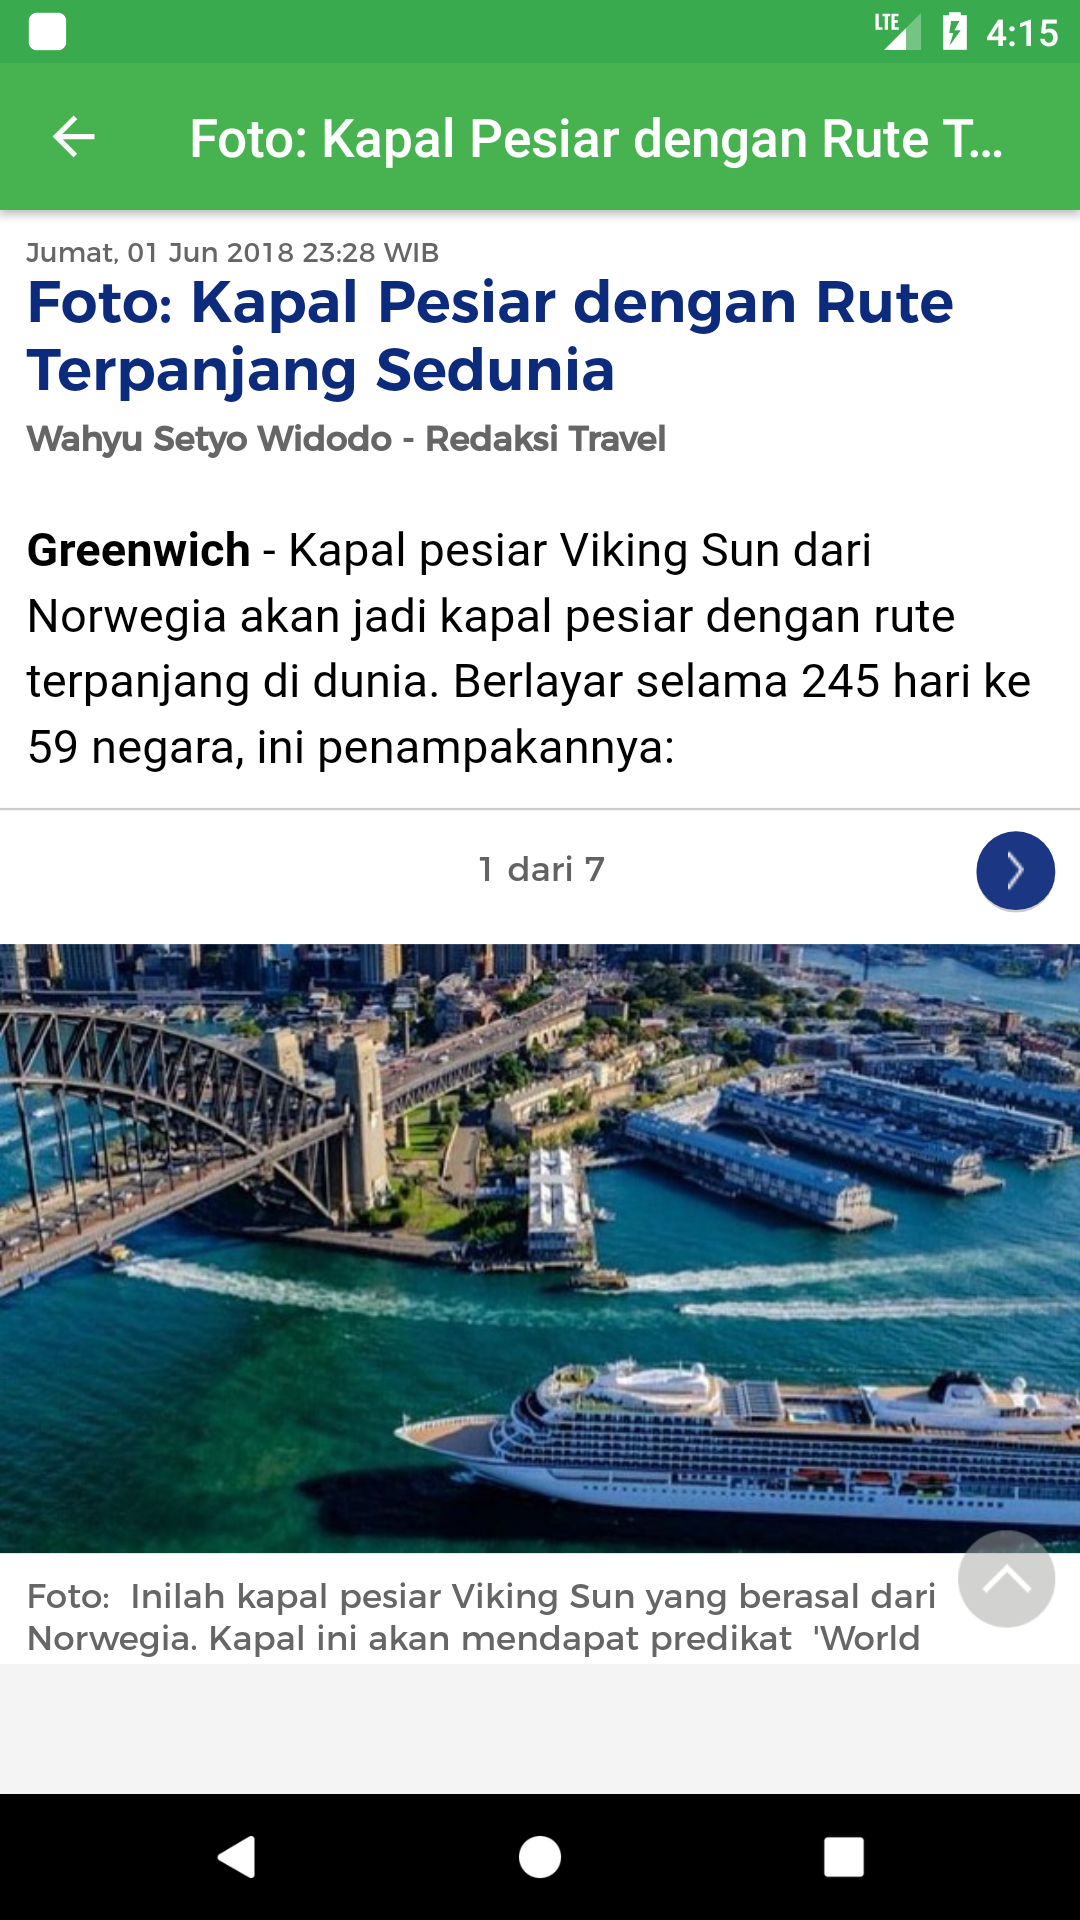 LTE 4:15
Foto: Kapal Pesiar dengan Rute T...
Jumat, 01 Jun 2018 23:28 WIB
Foto: Kapal Pesiar dengan Rute
Terpanjang Sedunia
Wahyu Setyo Widodo - Redaksi Travel
Greenwich - Kapal pesiar Viking Sun dari
Norwegia akan jadi kapal pesiar dengan rute
terpanjang di dunia. Berlayar selama 245 hari ke
59 negara, ini penampakannya:
1 dari 7
Foto:  Inilah kapal pesiar Viking Sun yang berasal dari
Norwegia. Kapal ini akan mendapat predikat  'World